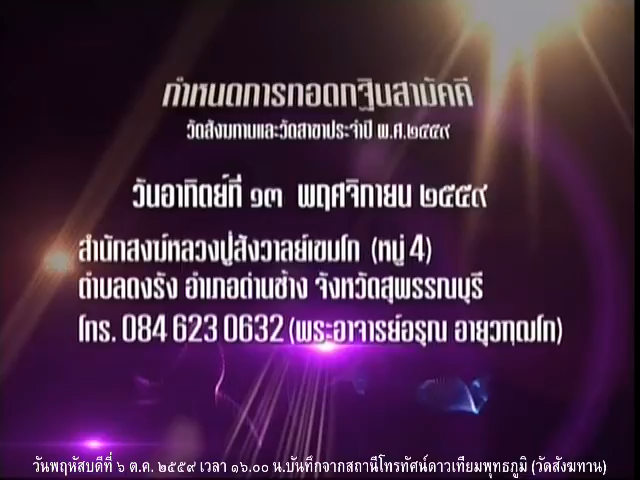 กำหนดการทอดกฐินสามัคคี
วัดสังฆทานและวัดสาขาประจำปี พ.ศ.๒๕๕๙
วันอาทิตย์ที่ ๑๓ พฤศจิกายน ๒๕๕๙
สำนักสงฆ์หลวงปู่สังวาลย์เขมโก (หมู่ 4)
ตำบลดงรัง อำเภอด่านช้าง จังหวัดสุพรรณบุรี
โทร. 084 623 0632 (พระอาจารย์อรุณ อายุวฑฺฒโก)
วันพฤหัสบดีที่ ๖ ต.ค. ๒๕๕๙ เวลา ๑๖.๐๐ น.บันทึกจากสถานีโทรทัศน์ดาวเทียมพุทธภูมิ (วัดสังฆทาน)